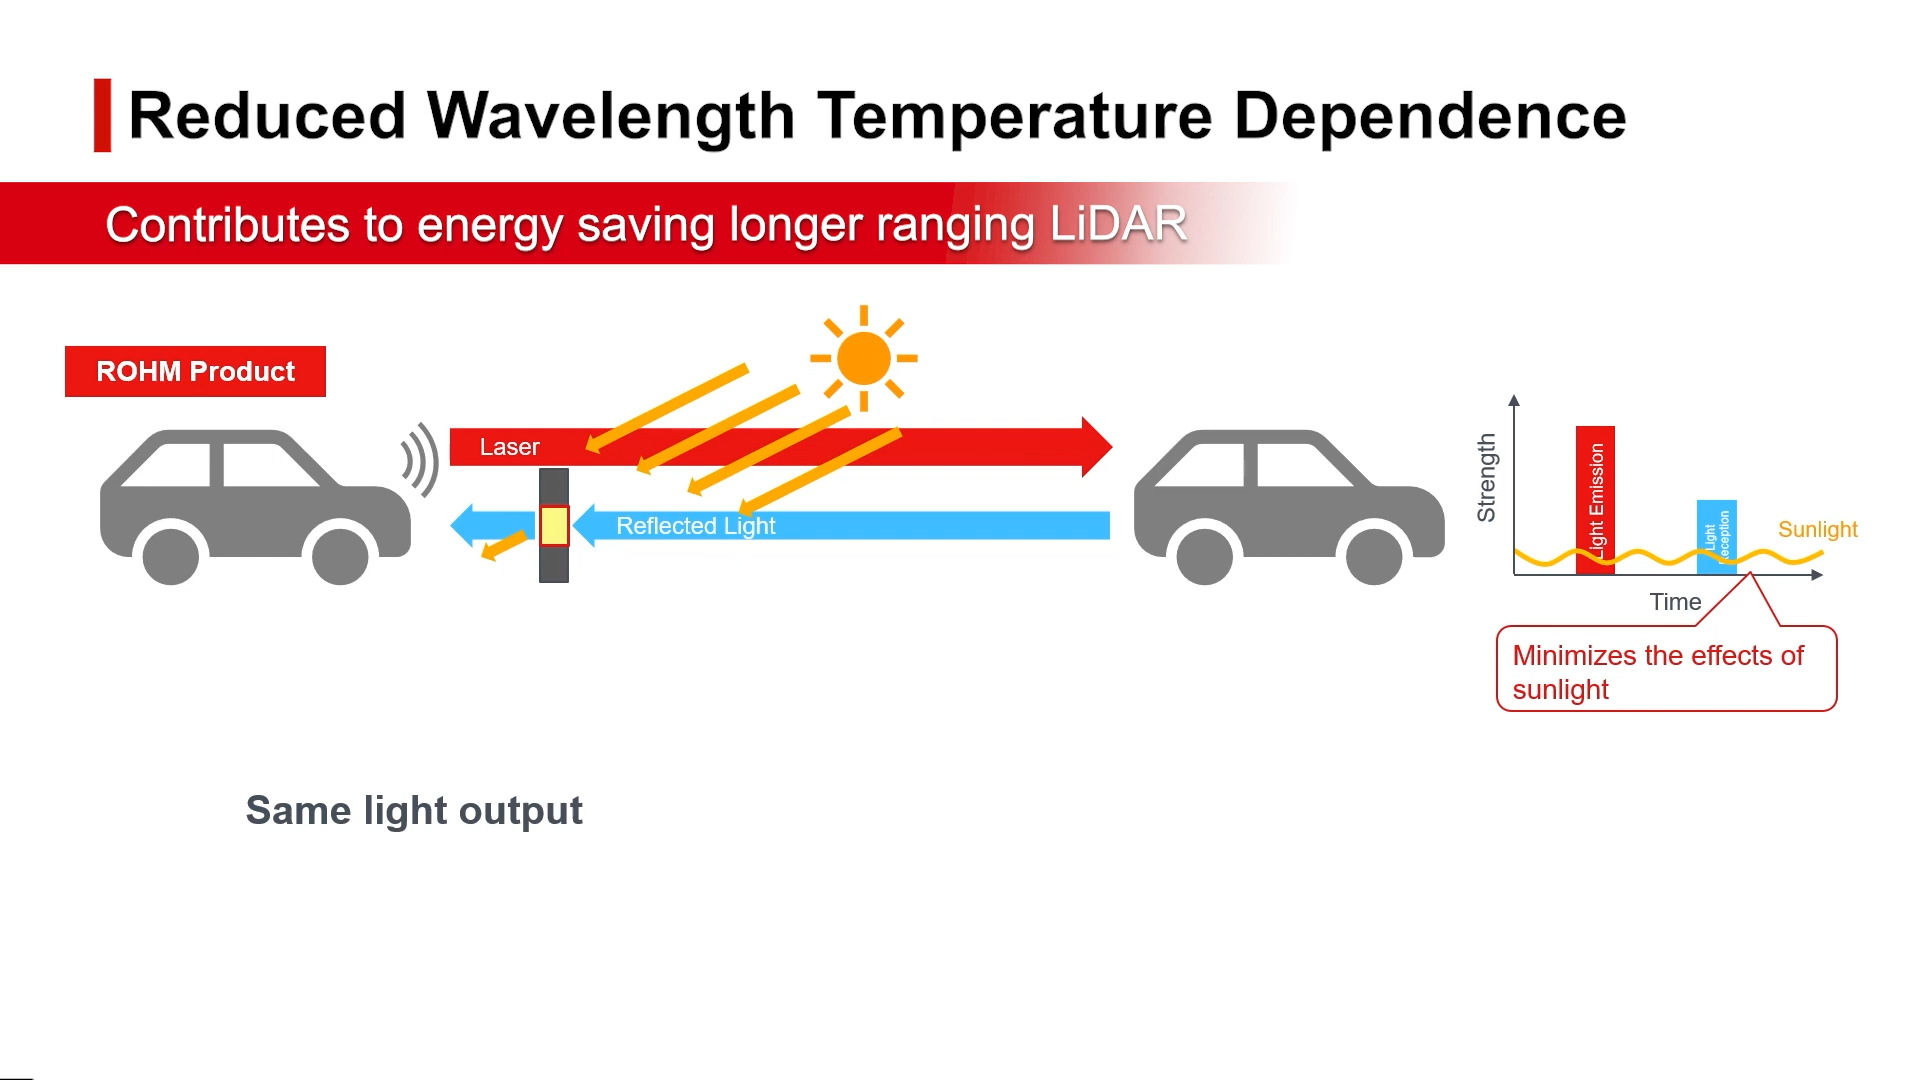 Reduced Wavelength Temperature Dependence
Contributes to energy saving longer ranging LiDAR
ROHM Product
Laser
Reflected Light
Strength
Light Emission
Light
Reception
Sunlight
Time
Minimizes the effects of
sunlight
Same light output